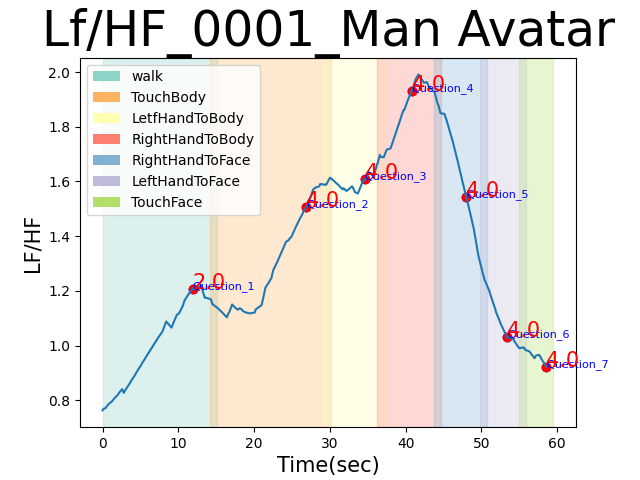 Lf/HF_0001_Man Avatar
2.0
1.8
1.6
1.4
1.2
1.0
0.8
LF/HF
walk
TouchBody
LetfHandToBody
RightHandToBody
RightHandToFace
LeftHandToFace
TouchFace
2.0
Question_1
4.0
Question_2
4.0
Question_3
4.0
Question_4
4.0
Question_5
4.0
Question_6
4.0
Question_7
0 10 20 30 40 50 60
Time(sec)